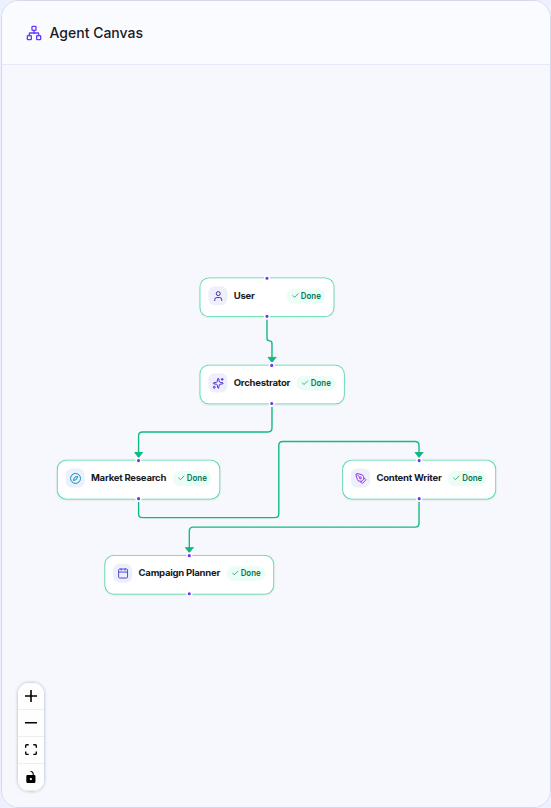 Agent Canvas
User
Done
Orchestrator
Done
Market Research
Done
Content Writer
Done
Campaign Planner
Done